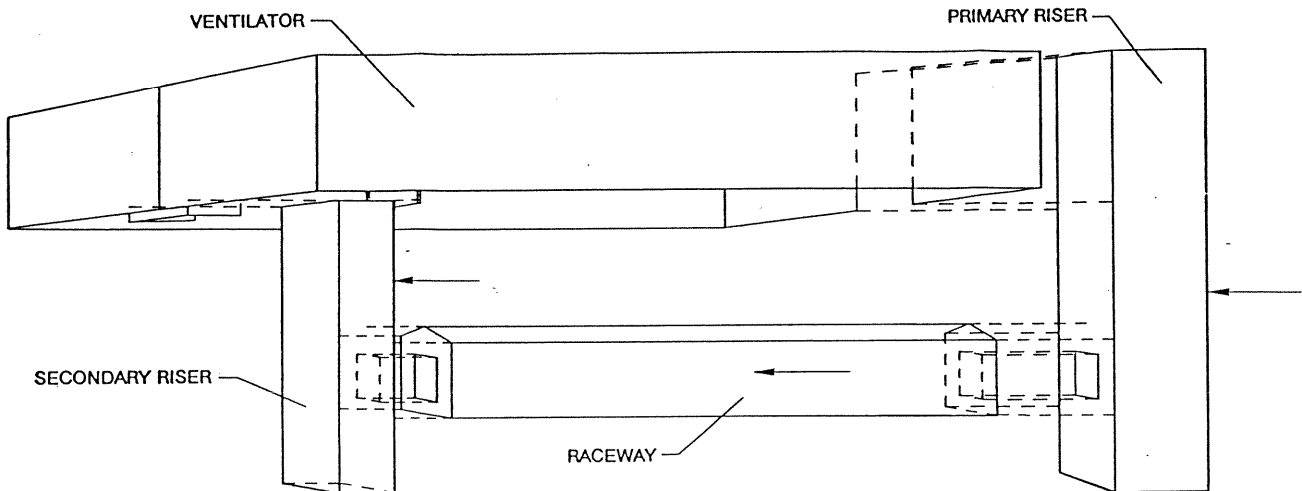 VENTILATOR
PRIMARY RISER
SECONDARY RISER
RACEWAY